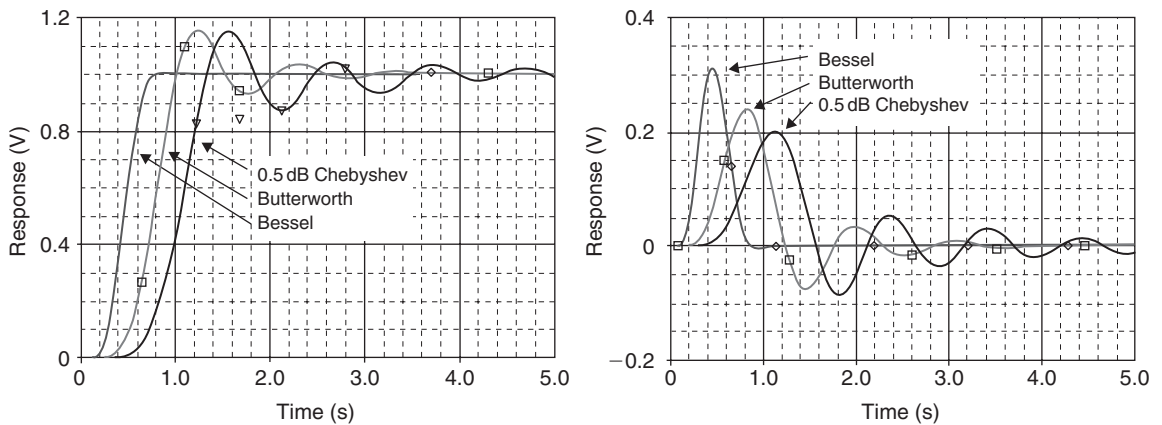 1.2
0.8
0.4
0
Response (V)
0.5 dB Chebyshev
Butterworth
Bessel
0 1.0 2.0 3.0 4.0 5.0
Time (s)
0.4
0.2
0
−0.2
Response (V)
Bessel
Butterworth
0.5 dB Chebyshev
0 1.0 2.0 3.0 4.0 5.0
Time (s)